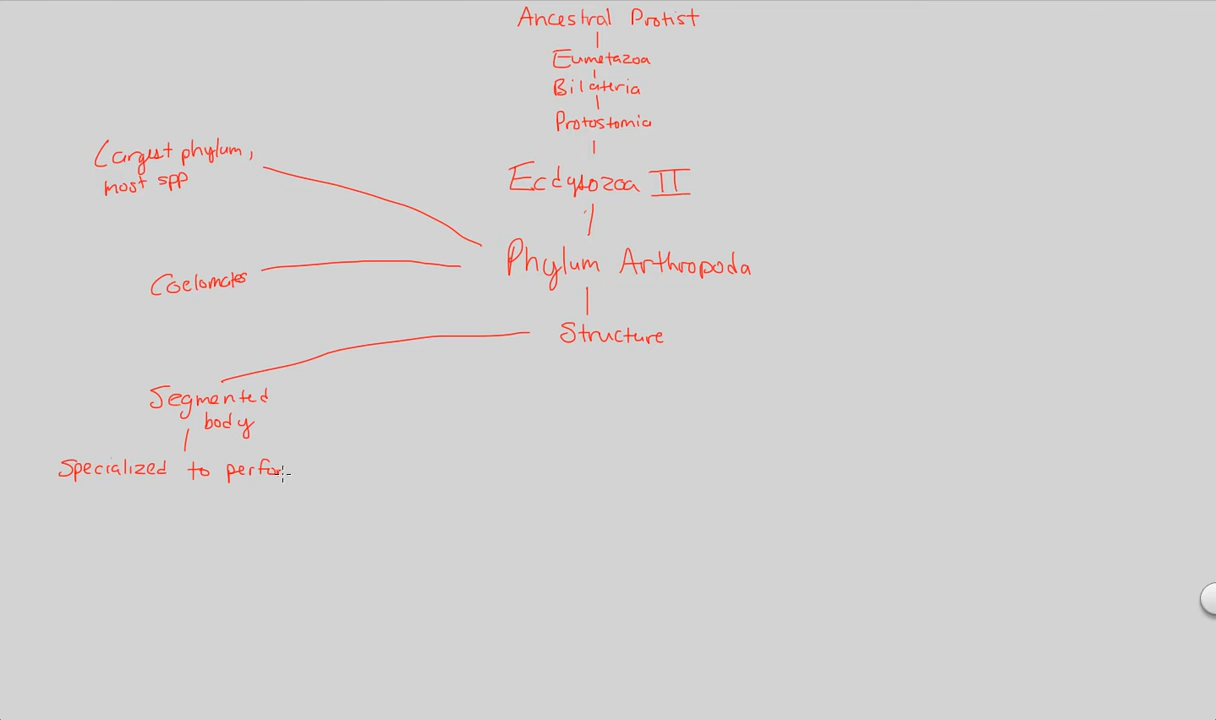 Ancestral Protist
Eumetazoa
Bilateria
Protostomia
Ecdysozoa II
Largest phylum,
most spp
Phylum Arthropoda
Coelomates
Structure
Segmented
body
Specialized to perfor